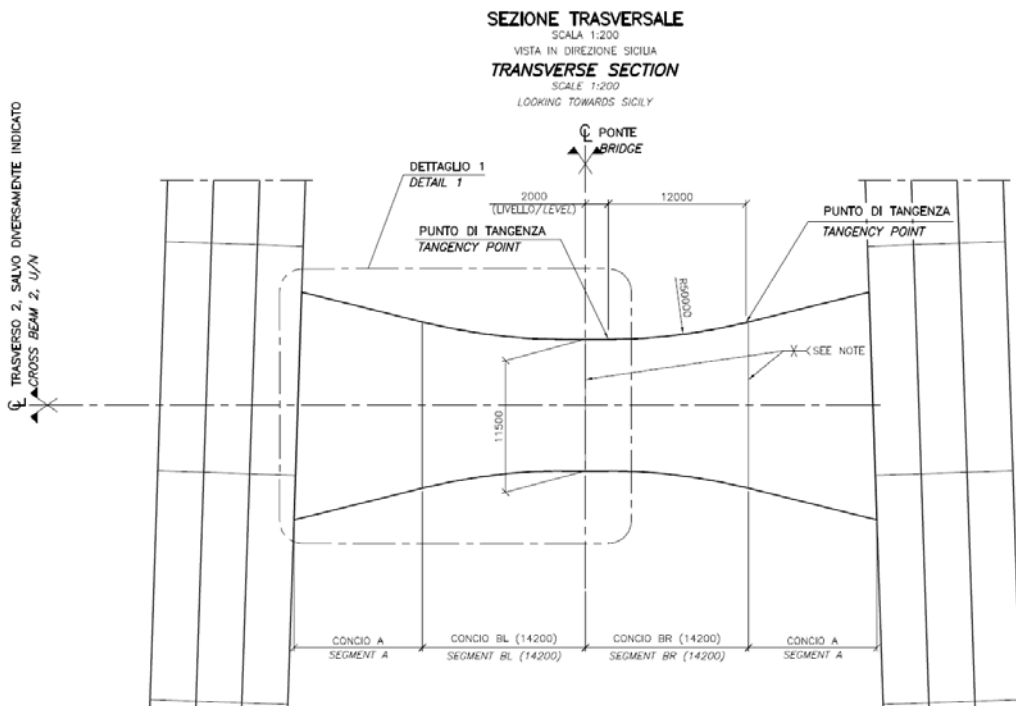 SEZIONE TRASVERSALE
SCALA 1:200
VISTA IN DIREZIONE SICILIA
TRANSVERSE SECTION
SCALE 1:200
LOOKING TOWARDS SICILY
℄ PONTE
BRIDGE
DETTAGLIO 1
DETAIL 1
2000
(LIVELLO/LEVEL)
12000
PUNTO DI TANGENZA
TANGENCY POINT
PUNTO DI TANGENZA
TANGENCY POINT
R50000
X SEE NOTE
11500
℄ TRAVERSO 2, SALVO DIVERSAMENTE INDICATO
CROSS BEAM 2, U/N
CONCIO A
SEGMENT A
CONCIO BL (14200)
SEGMENT BL (14200)
CONCIO BR (14200)
SEGMENT BR (14200)
CONCIO A
SEGMENT A